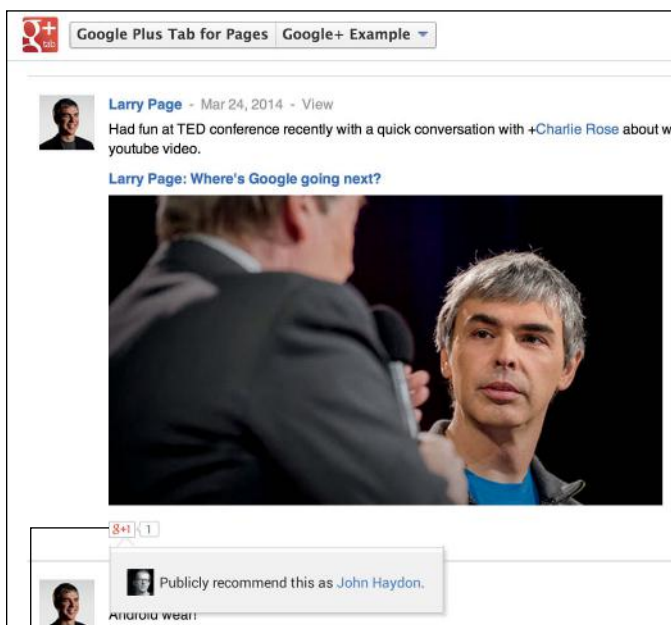 g+
tab
Google Plus Tab for Pages Google+ Example
Larry Page - Mar 24, 2014 - View
Had fun at TED conference recently with a quick conversation with +Charlie Rose about w
youtube video.
Larry Page: Where's Google going next?
g+1 1
Publicly recommend this as John Haydon.
Android wear!